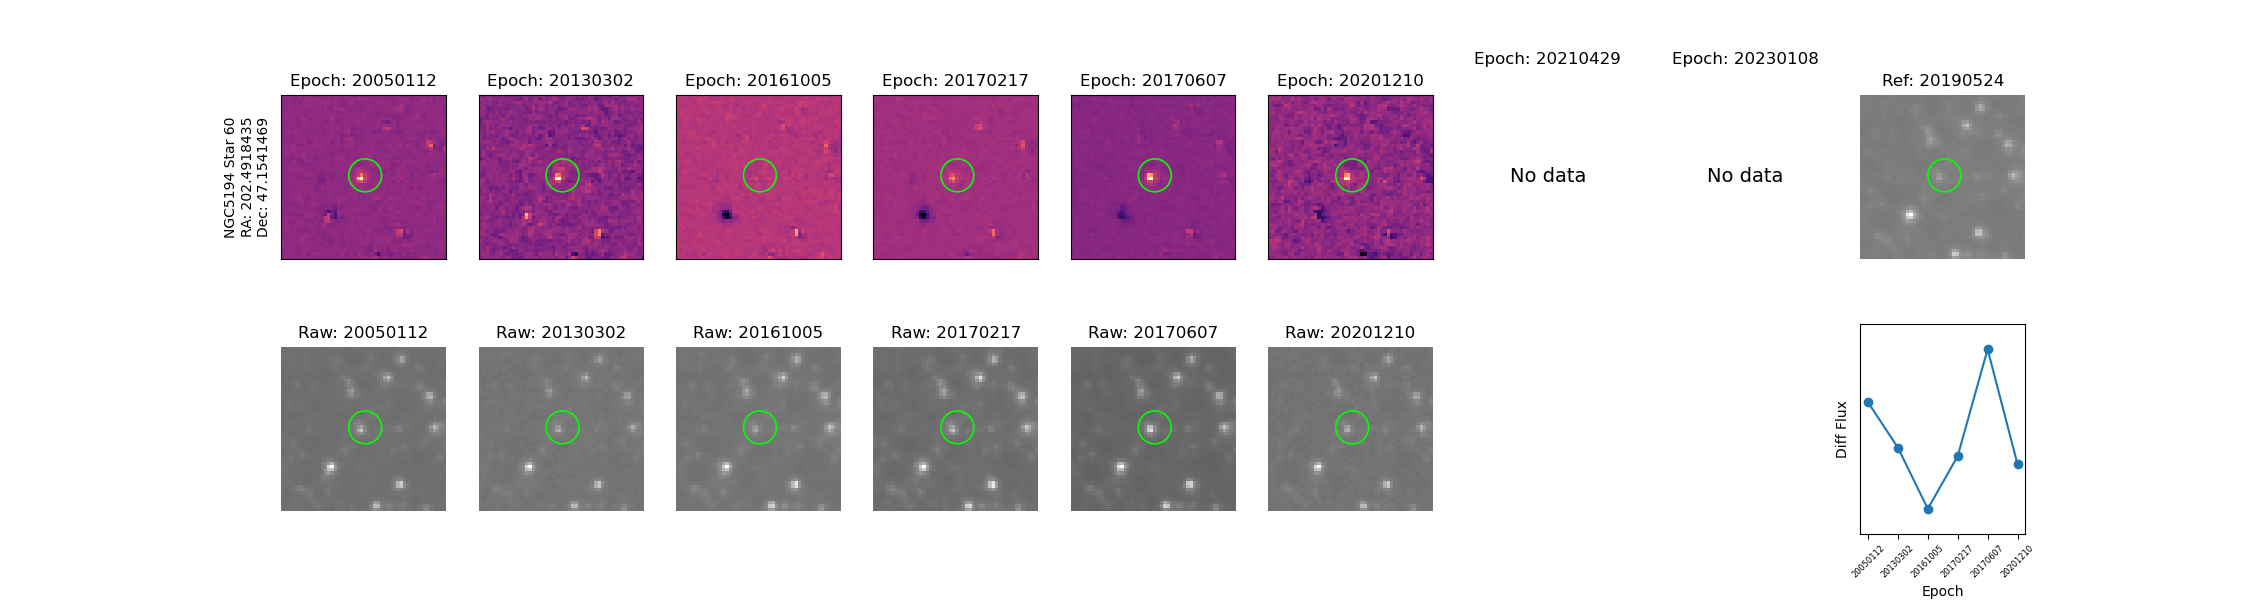 Epoch: 20210429
Epoch: 20230108
Epoch: 20050112
Epoch: 20130302
Epoch: 20161005
Epoch: 20170217
Epoch: 20170607
Epoch: 20201210
Ref: 20190524
NGC5194 Star 60
RA: 202.4918435
Dec: 47.1541469
No data
No data
Raw: 20050112
Raw: 20130302
Raw: 20161005
Raw: 20170217
Raw: 20170607
Raw: 20201210
Diff Flux
20050112
20130302
20161005
20170217
20170607
20201210
Epoch